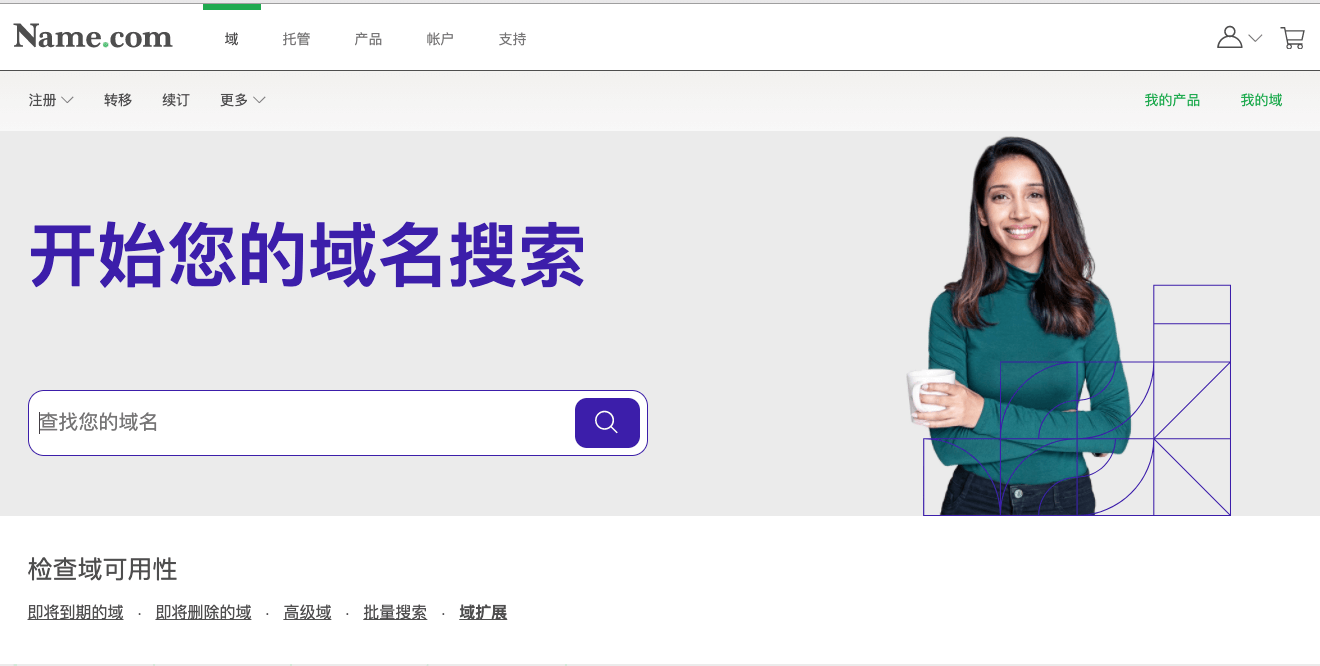 Name.com 域 托管 产品 帐户 支持
注册 转移 续订 更多 我的产品 我的域
开始您的域名搜索
查找您的域名
检查域可用性
即将到期的域 · 即将删除的域 · 高级域 · 批量搜索 · 域扩展